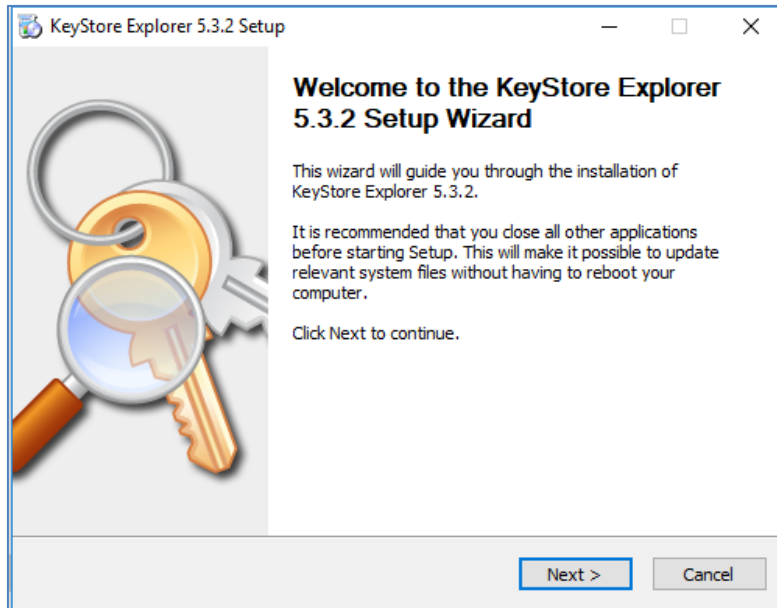 KeyStore Explorer 5.3.2 Setup
Welcome to the KeyStore Explorer
5.3.2 Setup Wizard
This wizard will guide you through the installation of
KeyStore Explorer 5.3.2.
It is recommended that you close all other applications
before starting Setup. This will make it possible to update
relevant system files without having to reboot your
computer.
Click Next to continue.
Next >
Cancel